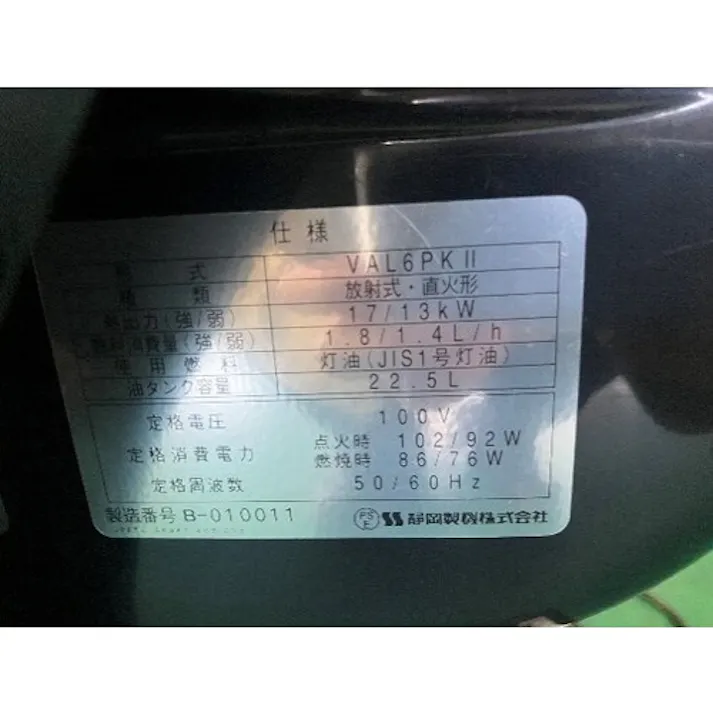 仕様
型式 VAL6PKⅡ
種類 放射式・直火形
熱出力(強/弱) 17/13kW
燃料消費量(強/弱) 1.8/1.4L/h
使用燃料 灯油(JIS1号灯油)
油タンク容量 22.5L
定格電圧 100V
定格消費電力 点火時 102/92W
燃焼時 86/76W
定格周波数 50/60Hz
製造番号 B-010011 PS E 静岡製機株式会社